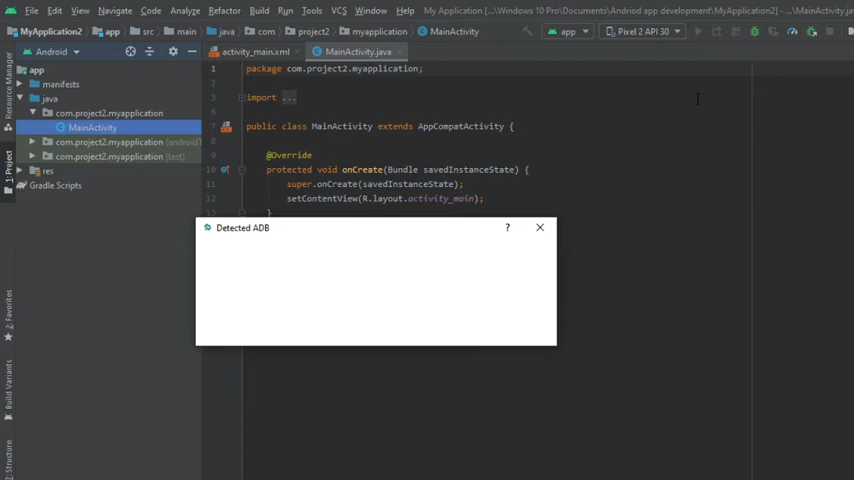 File Edit View Navigate Code Analyze Refactor Build Run Tools VCS Window Help My Application [...\Windows 10 Pro\Documents\Andriod app development\MyApplication2] - ...\MainActivity.java
MyApplication2 app src main java com project2 myapplication MainActivity app Pixel 2 API 30
Android activity_main.xml MainActivity.java
Resource Manager
1: Project
2: Favorites
Build Variants
Z: Structure
app
manifests
java
com.project2.myapplication
MainActivity
com.project2.myapplication (androidT
com.project2.myapplication (test)
res
Gradle Scripts
1 package com.project2.myapplication;
2
3 import ...
6
7 public class MainActivity extends AppCompatActivity {
8
9 @Override
10 protected void onCreate(Bundle savedInstanceState) {
11 super.onCreate(savedInstanceState);
12 setContentView(R.layout.activity_main);
13 }
Detected ADB ?